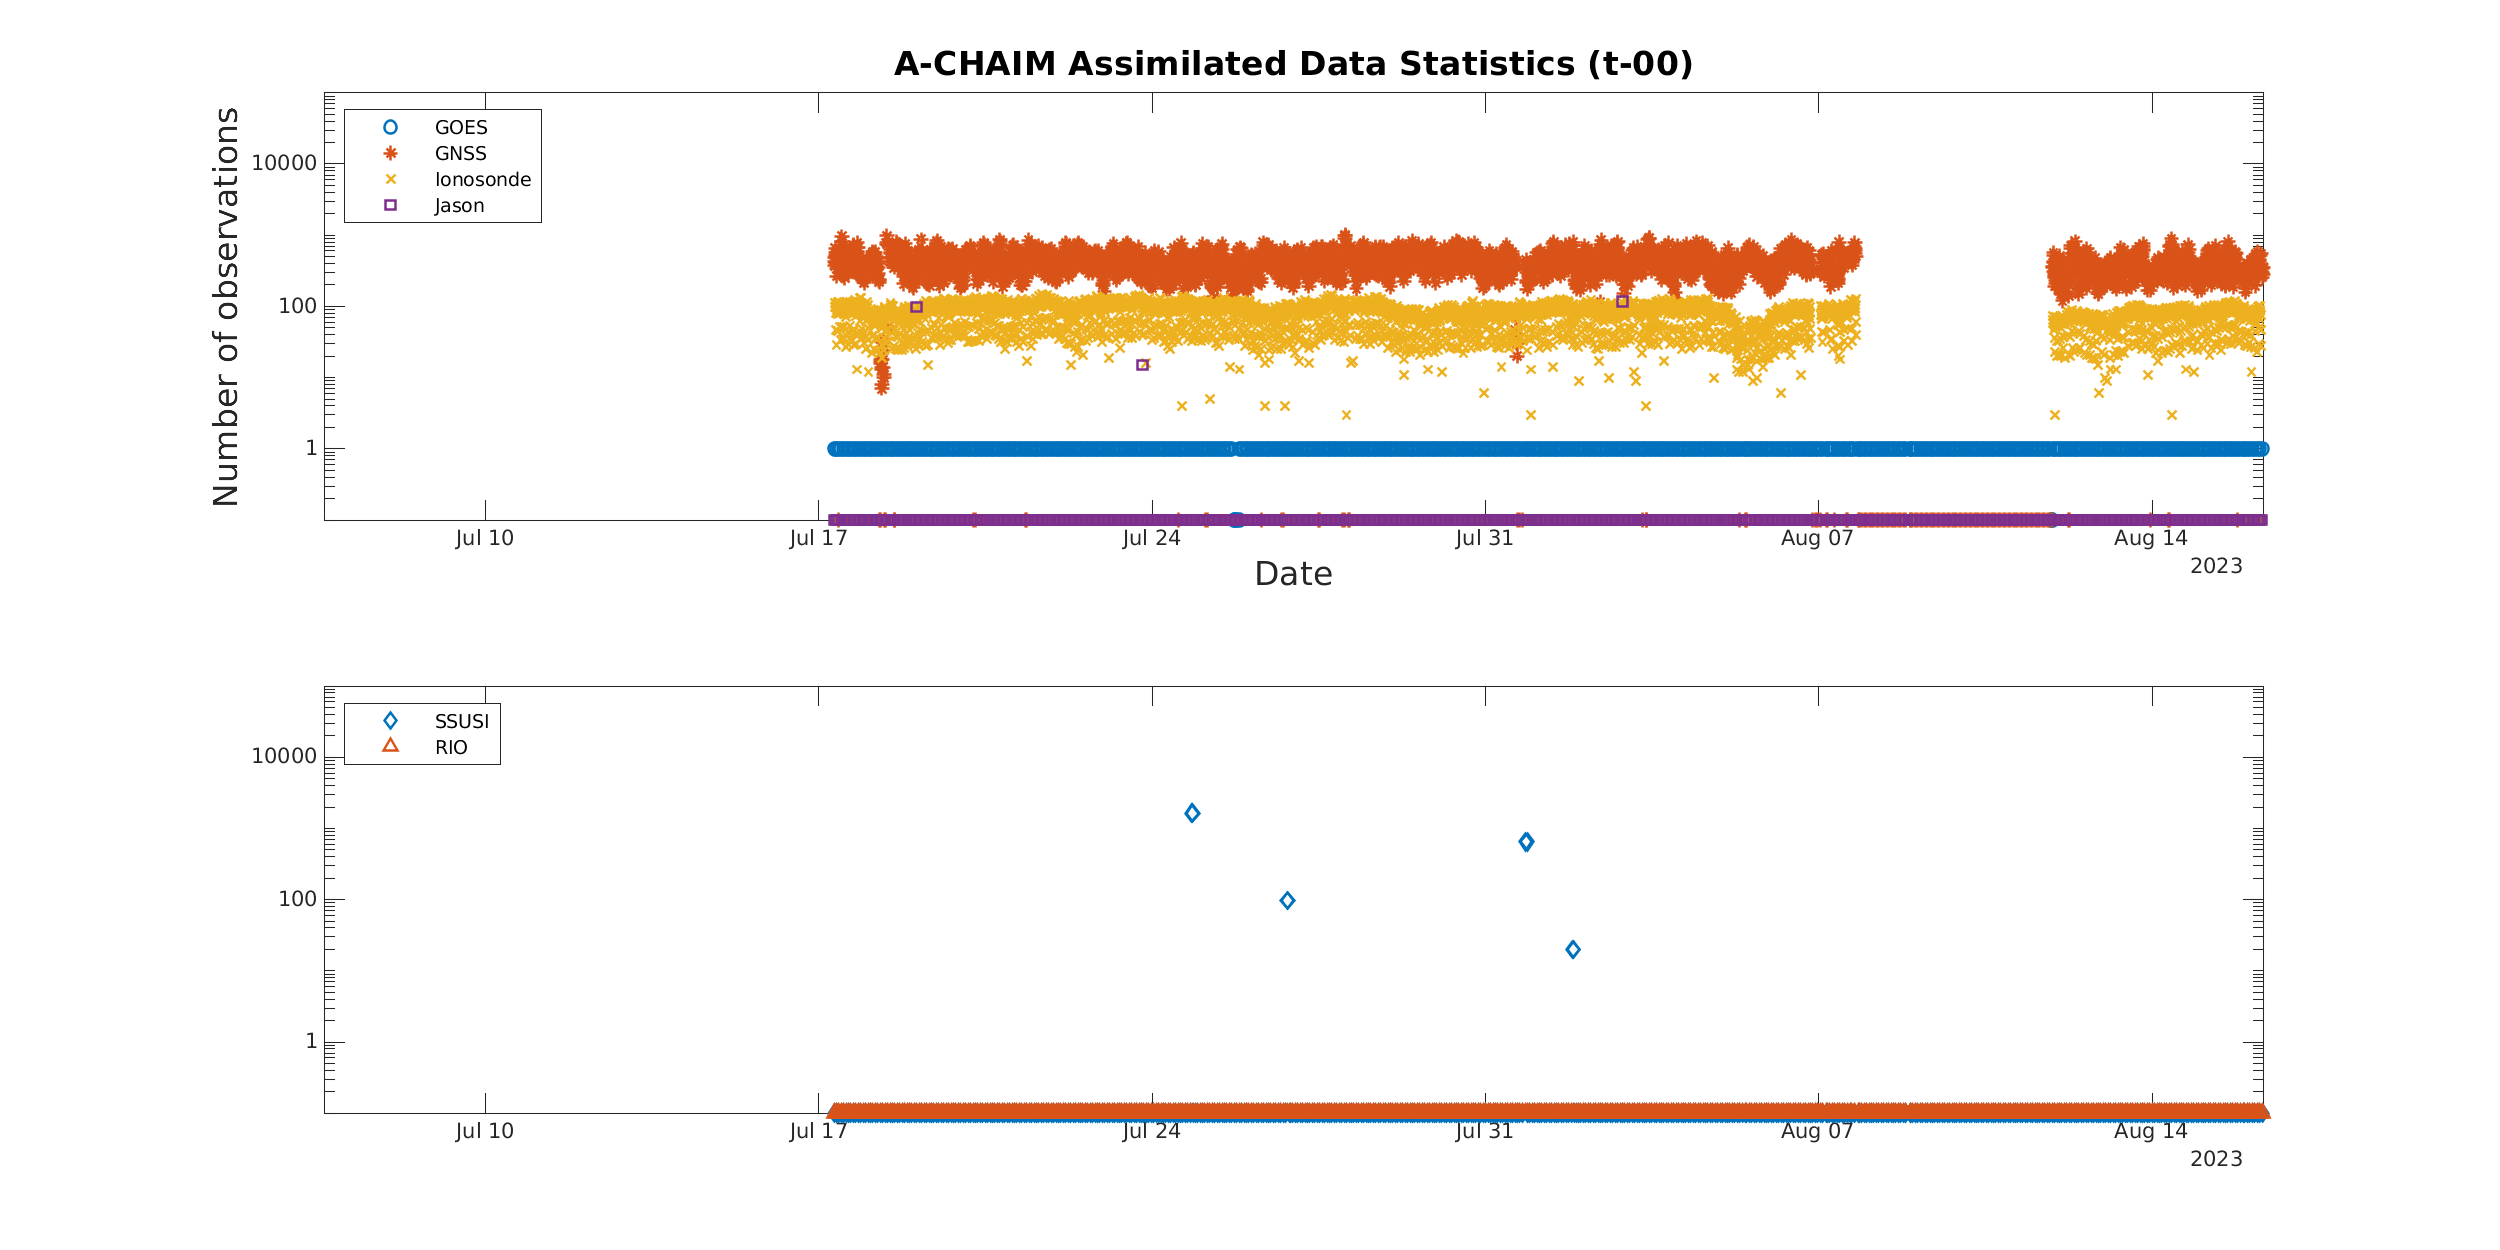 A-CHAIM Assimilated Data Statistics (t-00)
Number of observations
GOES
GNSS
Ionosonde
Jason
10000
100
1
Jul 10
Jul 17
Jul 24
Jul 31
Aug 07
Aug 14
2023
Date
SSUSI
RIO
10000
100
1
Jul 10
Jul 17
Jul 24
Jul 31
Aug 07
Aug 14
2023